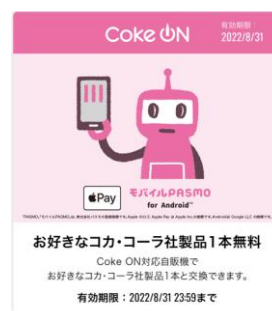 Coke ON
有効期限
2022/8/31
Pay
モバイルPASMO
for Android™
お好きなコカ・コーラ社製品1本無料
Coke ON対応自販機で
お好きなコカ・コーラ社製品1本と交換できます。
有効期限：2022/8/31 23:59まで